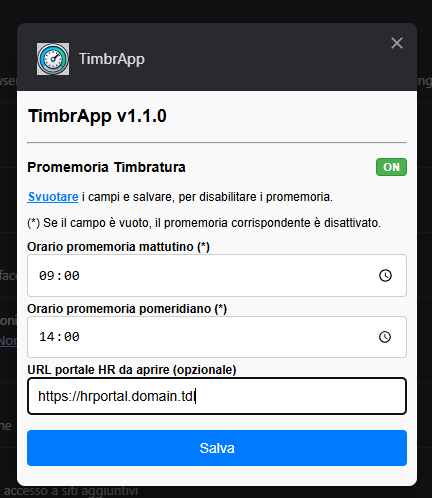 TimbrApp
TimbrApp v1.1.0
Promemoria Timbratura
ON
Svuotare i campi e salvare, per disabilitare i promemoria.
(*) Se il campo è vuoto, il promemoria corrispondente è disattivato.
Orario promemoria mattutino (*)
09:00
Orario promemoria pomeridiano (*)
14:00
URL portale HR da aprire (opzionale)
https://hrportal.domain.tdl
Salva
accesso a siti aggiuntivi